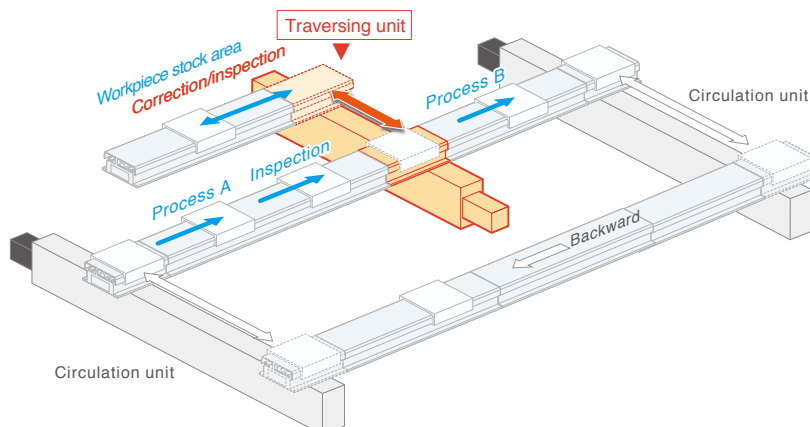 Traversing unit
Workpiece stock area
Correction/inspection
Process B
Circulation unit
Process A
Inspection
Backward
Circulation unit